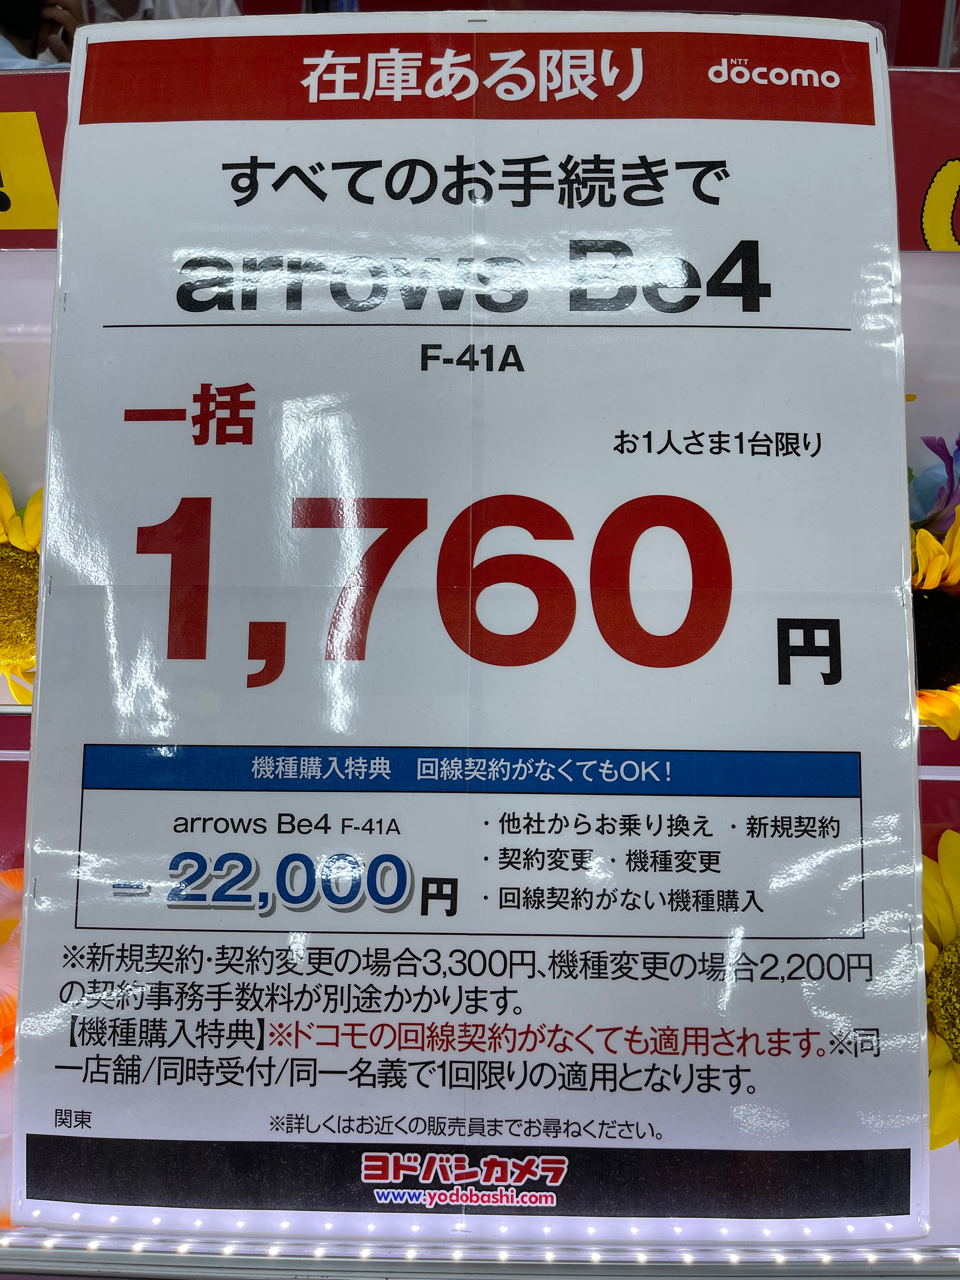 在庫ある限り
NTT docomo
すべてのお手続きで
arrows Be4
F-41A
一括
お1人さま1台限り
1,760円
機種購入特典 回線契約がなくてもOK!
arrows Be4 F-41A
－22,000円
・他社からお乗り換え ・新規契約
・契約変更 ・機種変更
・回線契約がない機種購入
※新規契約・契約変更の場合3,300円、機種変更の場合2,200円
の契約事務手数料が別途かかります。
【機種購入特典】※ドコモの回線契約がなくても適用されます。※同
一店舗/同時受付/同一名義で1回限りの適用となります。
関東
※詳しくはお近くの販売員までお尋ねください。
ヨドバシカメラ
www.yodobashi.com